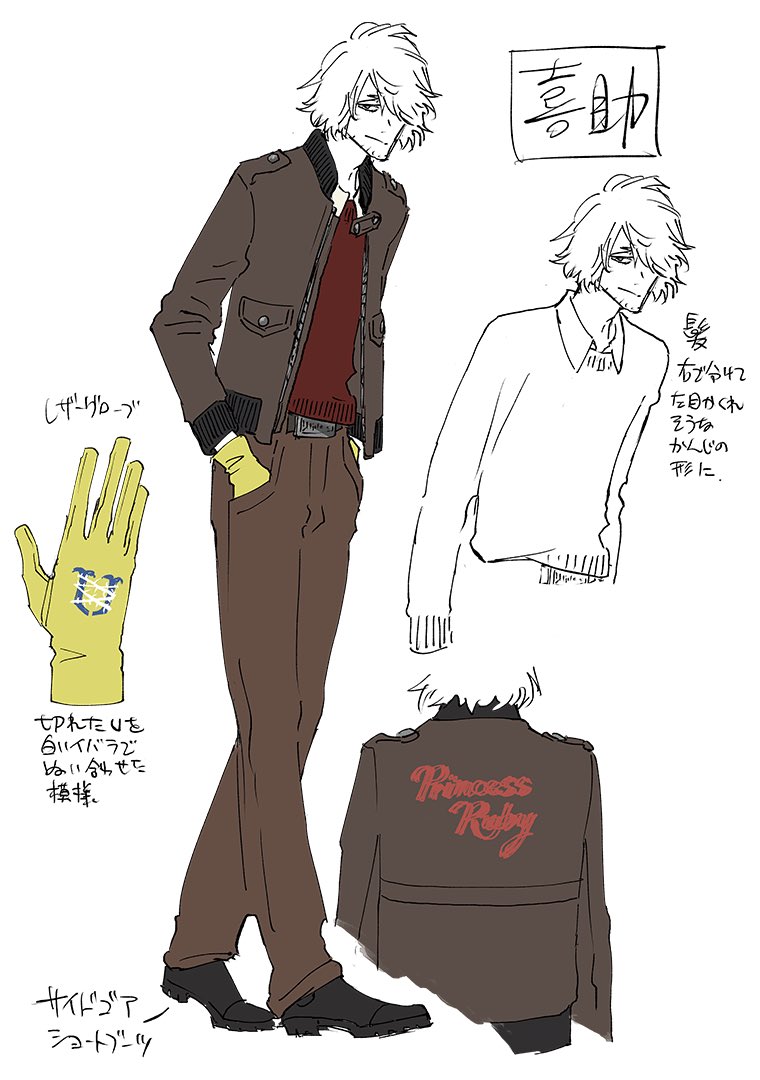 喜助
髪
右で分けて
左目かくれ
そうな
かんじの
形に。
レザーグローブ
切れたUを
白いイバラで
ぬい合わせた
模様。
Princess
Ruby
サイドゴア
ショートブーツ